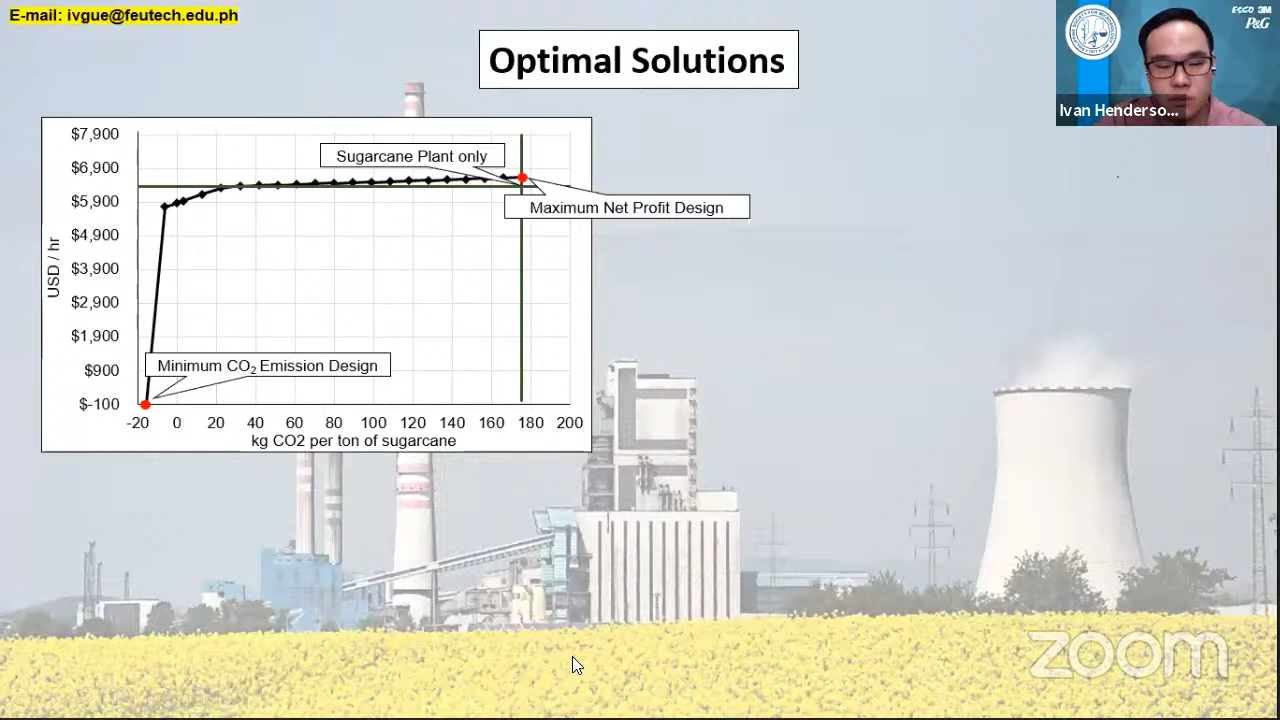 E-mail: ivgue@feutech.edu.ph
Optimal Solutions
ESCO 3M
P&G
Ivan Henderso...
$7,900
$6,900
$5,900
$4,900
$3,900
$2,900
$1,900
$900
$-100
USD / hr
Sugarcane Plant only
Maximum Net Profit Design
Minimum CO2 Emission Design
-20 0 20 40 60 80 100 120 140 160 180 200
kg CO2 per ton of sugarcane
zoom